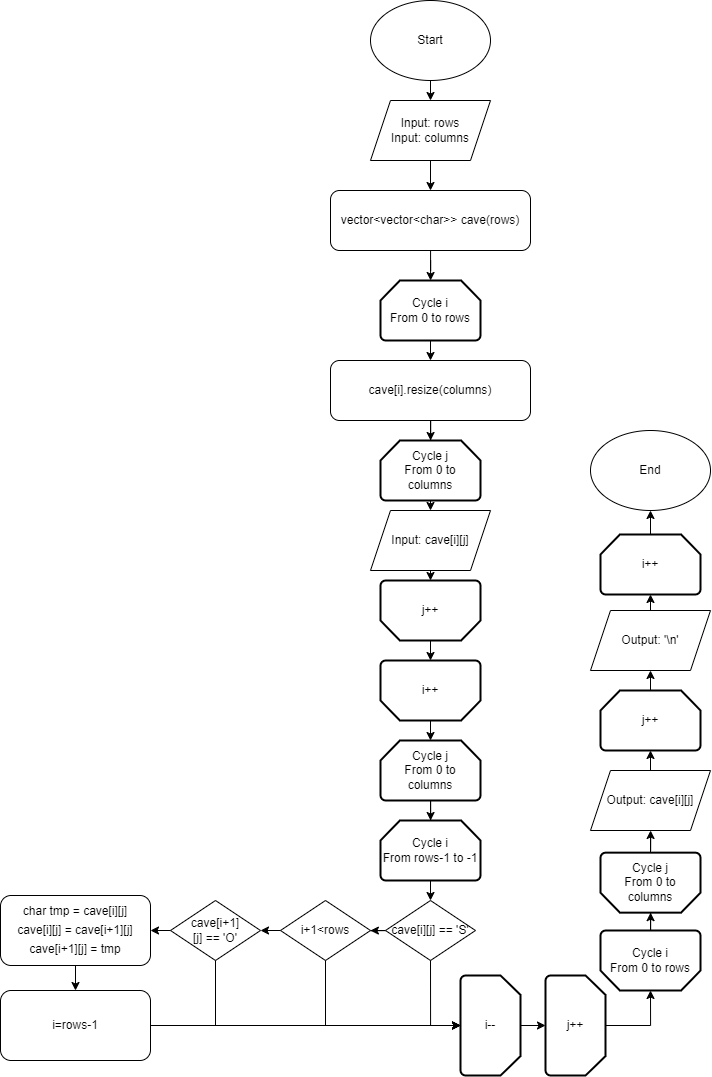 Start
Input: rows
Input: columns
vector<vector<char>> cave(rows)
Cycle i
From 0 to rows
cave[i].resize(columns)
Cycle j
From 0 to
columns
Input: cave[i][j]
j++
i++
Cycle j
From 0 to
columns
Cycle i
From rows-1 to -1
cave[i][j] == 'S'
i+1<rows
cave[i+1]
[j] == 'O'
char tmp = cave[i][j]
cave[i][j] = cave[i+1][j]
cave[i+1][j] = tmp
i=rows-1
i--
j++
Cycle i
From 0 to rows
Cycle j
From 0 to
columns
Output: cave[i][j]
j++
Output: '\n'
i++
End